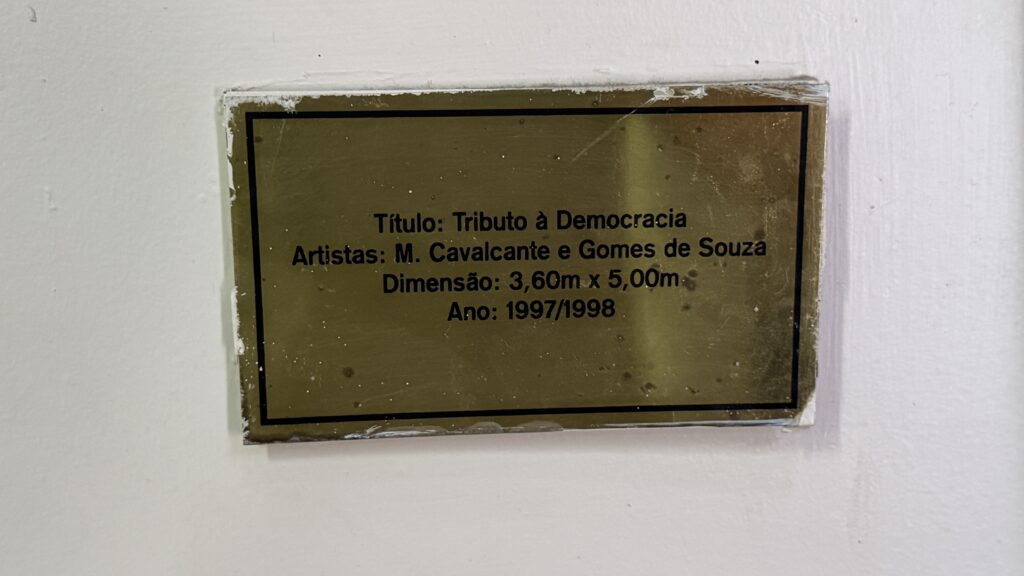 Título: Tributo à Democracia
Artistas: M. Cavalcante e Gomes de Souza
Dimensão: 3,60m x 5,00m
Ano: 1997/1998